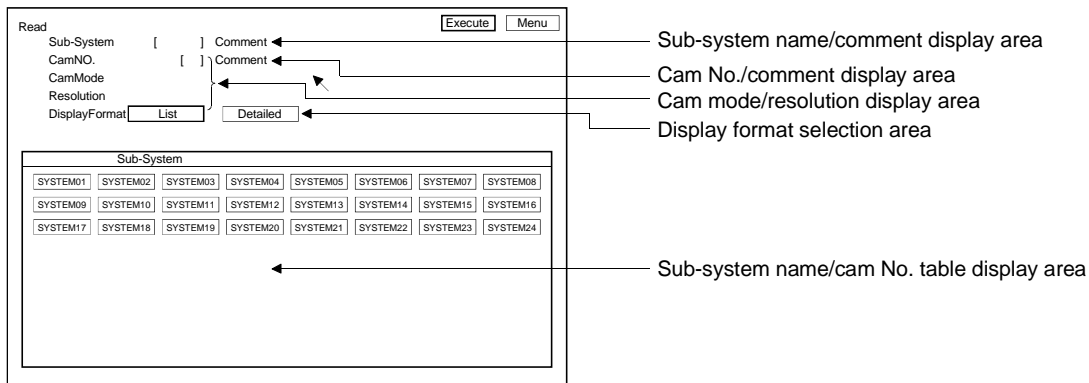 Read
Execute Menu
Sub-System [ ] Comment
CamNO. [ ] Comment
CamMode
Resolution
DisplayFormat List Detailed
Sub-system name/comment display area
Cam No./comment display area
Cam mode/resolution display area
Display format selection area
Sub-System
SYSTEM01 SYSTEM02 SYSTEM03 SYSTEM04 SYSTEM05 SYSTEM06 SYSTEM07 SYSTEM08
SYSTEM09 SYSTEM10 SYSTEM11 SYSTEM12 SYSTEM13 SYSTEM14 SYSTEM15 SYSTEM16
SYSTEM17 SYSTEM18 SYSTEM19 SYSTEM20 SYSTEM21 SYSTEM22 SYSTEM23 SYSTEM24
Sub-system name/cam No. table display area